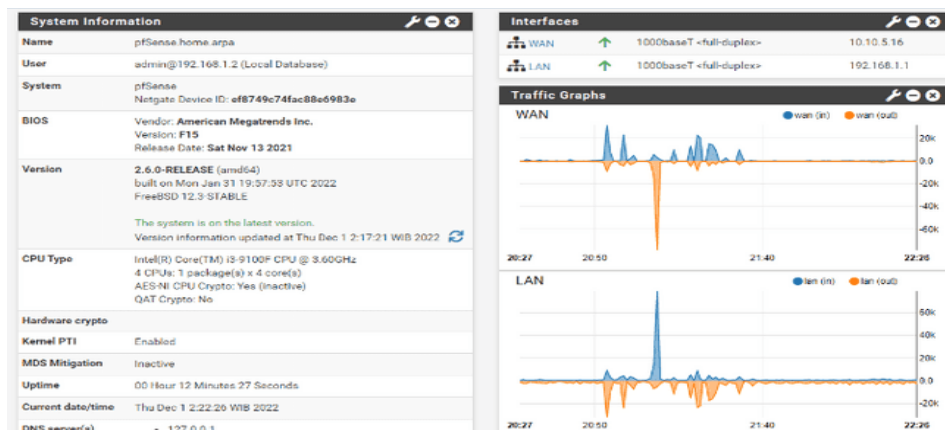 System Information
Name pfSense.home.arpa
User admin@192.168.1.2 (Local Database)
System pfSense
Netgate Device ID: ef8749c74fac88e6983e
BIOS Vendor: American Megatrends Inc.
Version: F15
Release Date: Sat Nov 13 2021
Version 2.6.0-RELEASE (amd64)
built on Mon Jan 31 19:57:53 UTC 2022
FreeBSD 12.3-STABLE
The system is on the latest version.
Version information updated at Thu Dec 1 2:17:21 WIB 2022
CPU Type Intel(R) Core(TM) i3-9100F CPU @ 3.60GHz
4 CPUs: 1 package(s) x 4 core(s)
AES-NI CPU Crypto: Yes (inactive)
QAT Crypto: No
Hardware crypto
Kernel PTI Enabled
MDS Mitigation Inactive
Uptime 00 Hour 12 Minutes 27 Seconds
Current date/time Thu Dec 1 2:22:26 WIB 2022
DNS server(s) 127.0.0.1
Interfaces
WAN 1000baseT <full-duplex> 10.10.5.16
LAN 1000baseT <full-duplex> 192.168.1.1
Traffic Graphs
WAN
wan (in) wan (out)
20k
0.0
-20k
-40k
-60k
20:27 20:50 21:40 22:26
LAN
lan (in) lan (out)
60k
40k
20k
0.0
-20k
20:27 20:50 21:40 22:26